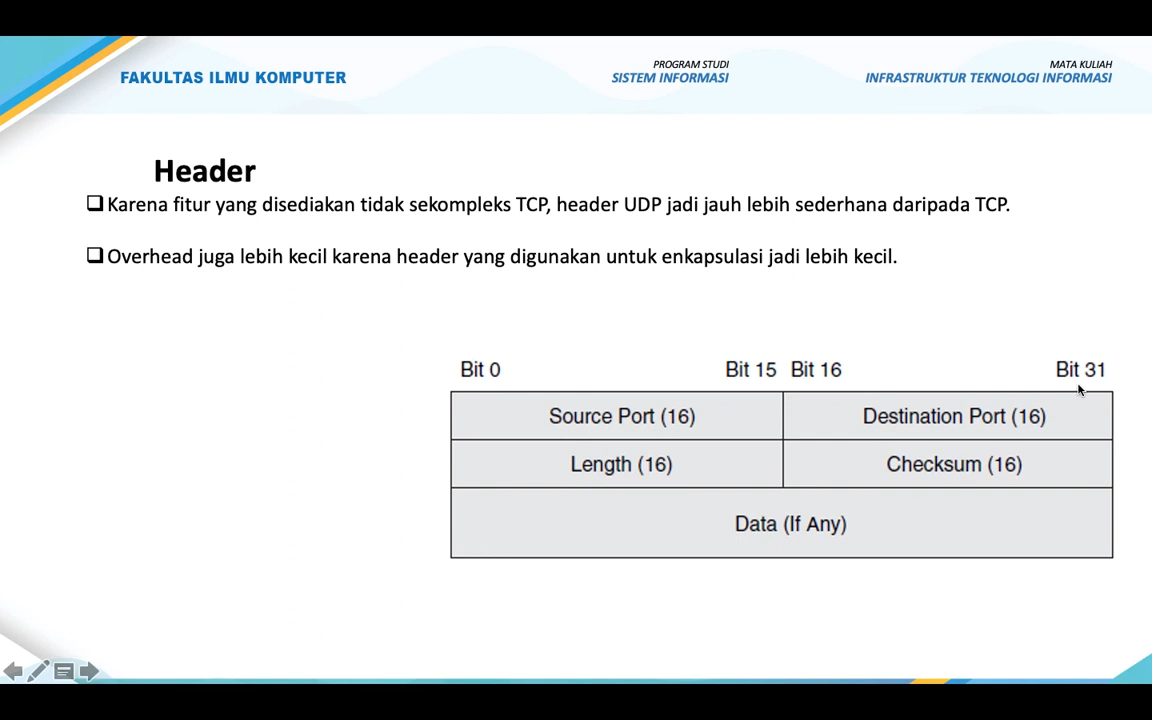 FAKULTAS ILMU KOMPUTER
PROGRAM STUDI
SISTEM INFORMASI
MATA KULIAH
INFRASTRUKTUR TEKNOLOGI INFORMASI
Header
Karena fitur yang disediakan tidak sekompleks TCP, header UDP jadi jauh lebih sederhana daripada TCP.
Overhead juga lebih kecil karena header yang digunakan untuk enkapsulasi jadi lebih kecil.
Bit 0 Bit 15 Bit 16 Bit 31
Source Port (16) Destination Port (16)
Length (16) Checksum (16)
Data (If Any)